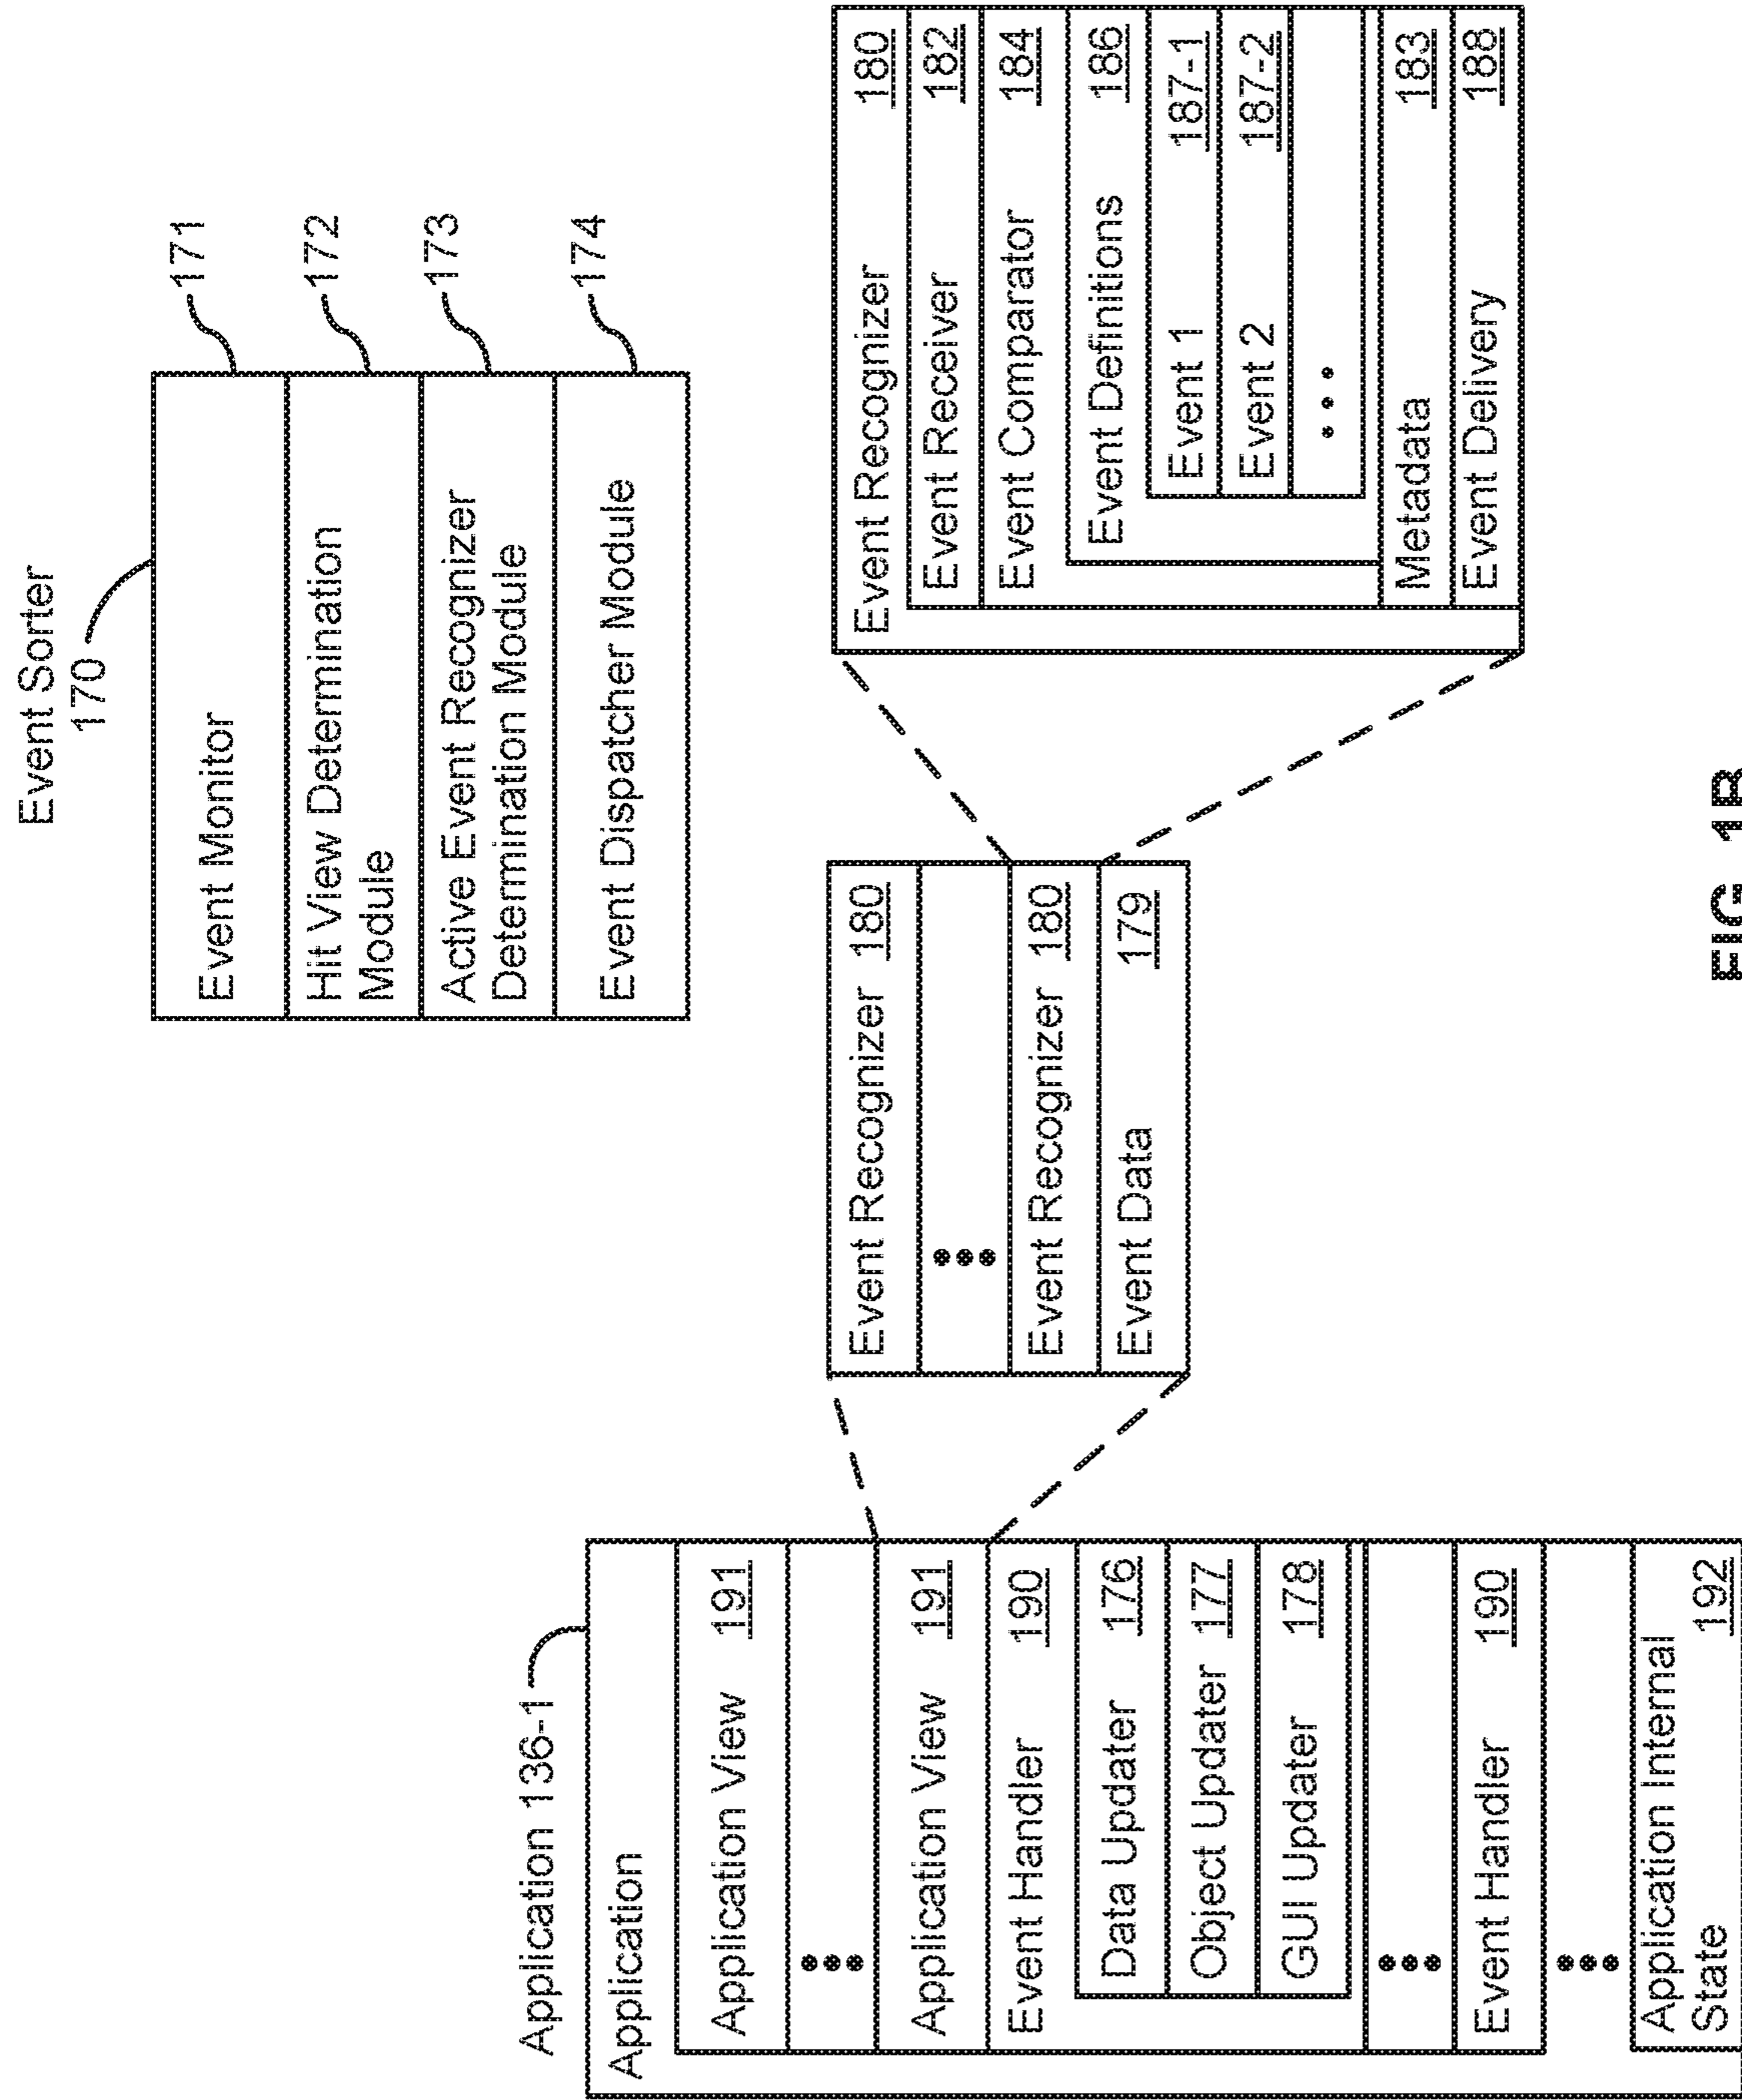 Event Sorter
170
Event Monitor
171
Hit View Determination
Module
172
Active Event Recognizer
Determination Module
173
Event Dispatcher Module
174
Application 136-1
Application
Application View 191
Application View 191
Event Handler 190
Data Updater 176
Object Updater 177
GUI Updater 178
Event Handler 190
Application Internal
State 192
Event Recognizer 180
Event Recognizer 180
Event Data 179
Event Recognizer 180
Event Receiver 182
Event Comparator 184
Event Definitions 186
Event 1 187-1
Event 2 187-2
Metadata 183
Event Delivery 188
FIG. 1B